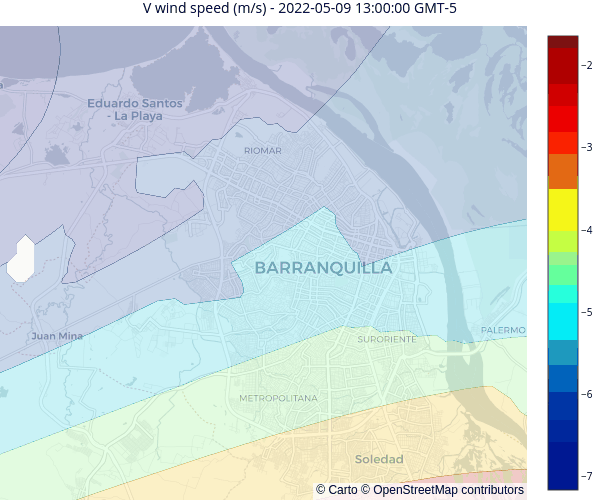 V wind speed (m/s) - 2022-05-09 13:00:00 GMT-5
Eduardo Santos
- La Playa
RIOMAR
BARRANQUILLA
Juan Mina
SURORIENTE
PALERMO
METROPOLITANA
Soledad
© Carto © OpenStreetMap contributors
−2
−3
−4
−5
−6
−7